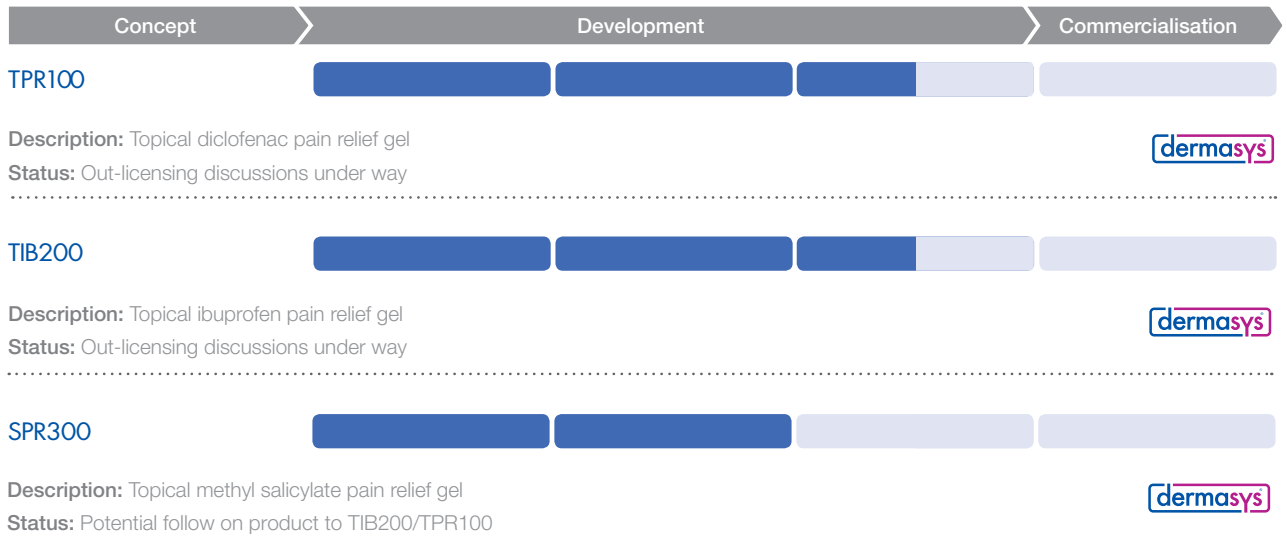 Concept Development Commercialisation
TPR100
Description: Topical diclofenac pain relief gel
dermasys
Status: Out-licensing discussions under way
TIB200
Description: Topical ibuprofen pain relief gel
dermasys
Status: Out-licensing discussions under way
SPR300
Description: Topical methyl salicylate pain relief gel
dermasys
Status: Potential follow on product to TIB200/TPR100